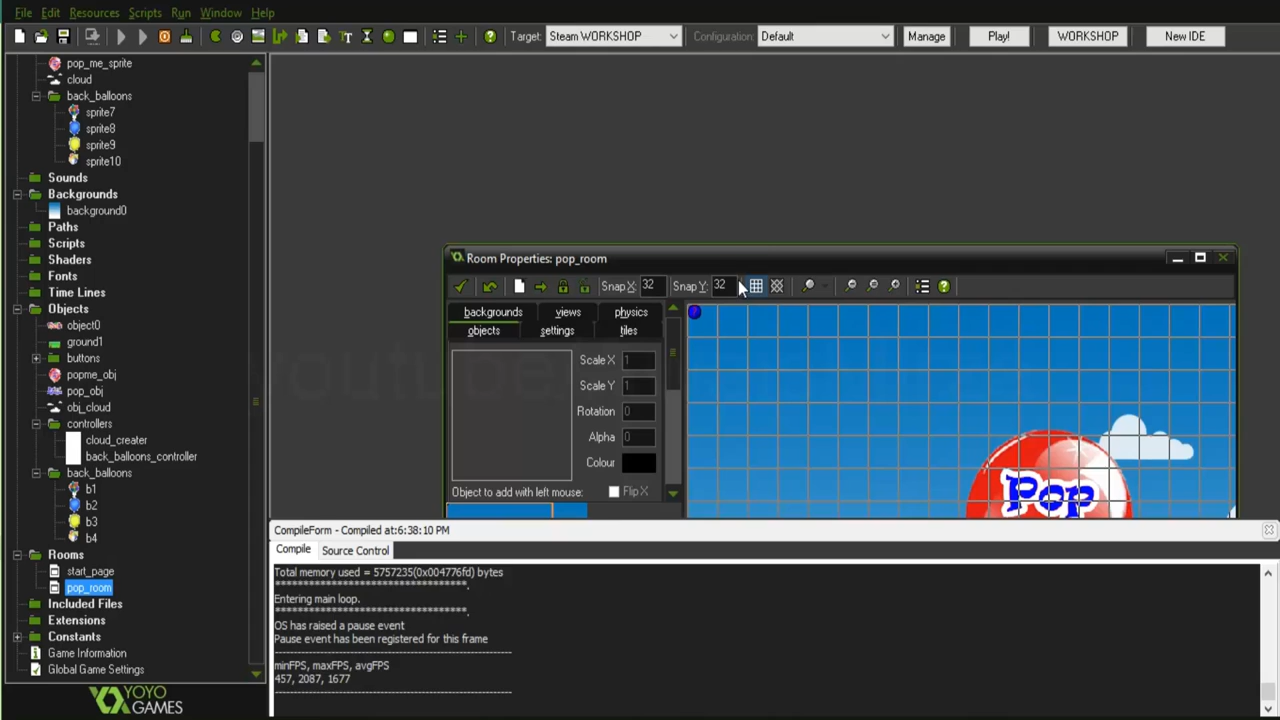 File Edit Resources Scripts Run Window Help
Target: Steam WORKSHOP Configuration: Default Manage Play! WORKSHOP New IDE
pop_me_sprite
cloud
back_balloons
sprite7
sprite8
sprite9
sprite10
Sounds
Backgrounds
background0
Paths
Scripts
Shaders
Fonts
Time Lines
Objects
object0
ground1
buttons
popme_obj
pop_obj
obj_cloud
controllers
cloud_creater
back_balloons_controller
back_balloons
b1
b2
b3
b4
Rooms
start_page
pop_room
Included Files
Extensions
Constants
Game Information
Global Game Settings
YOYO
GAMES
Room Properties: pop_room
Snap X: 32 Snap Y: 32
backgrounds views physics
objects settings tiles
Scale X 1
Scale Y 1
Rotation 0
Alpha 0
Colour
Object to add with left mouse: Flip X
Pop
CompileForm - Compiled at:6:38:10 PM
Compile Source Control
Total memory used = 5757235(0x004776fd) bytes
*********************************.
Entering main loop.
*********************************.
OS has raised a pause event
Pause event has been registered for this frame
minFPS, maxFPS, avgFPS
457, 2087, 1677